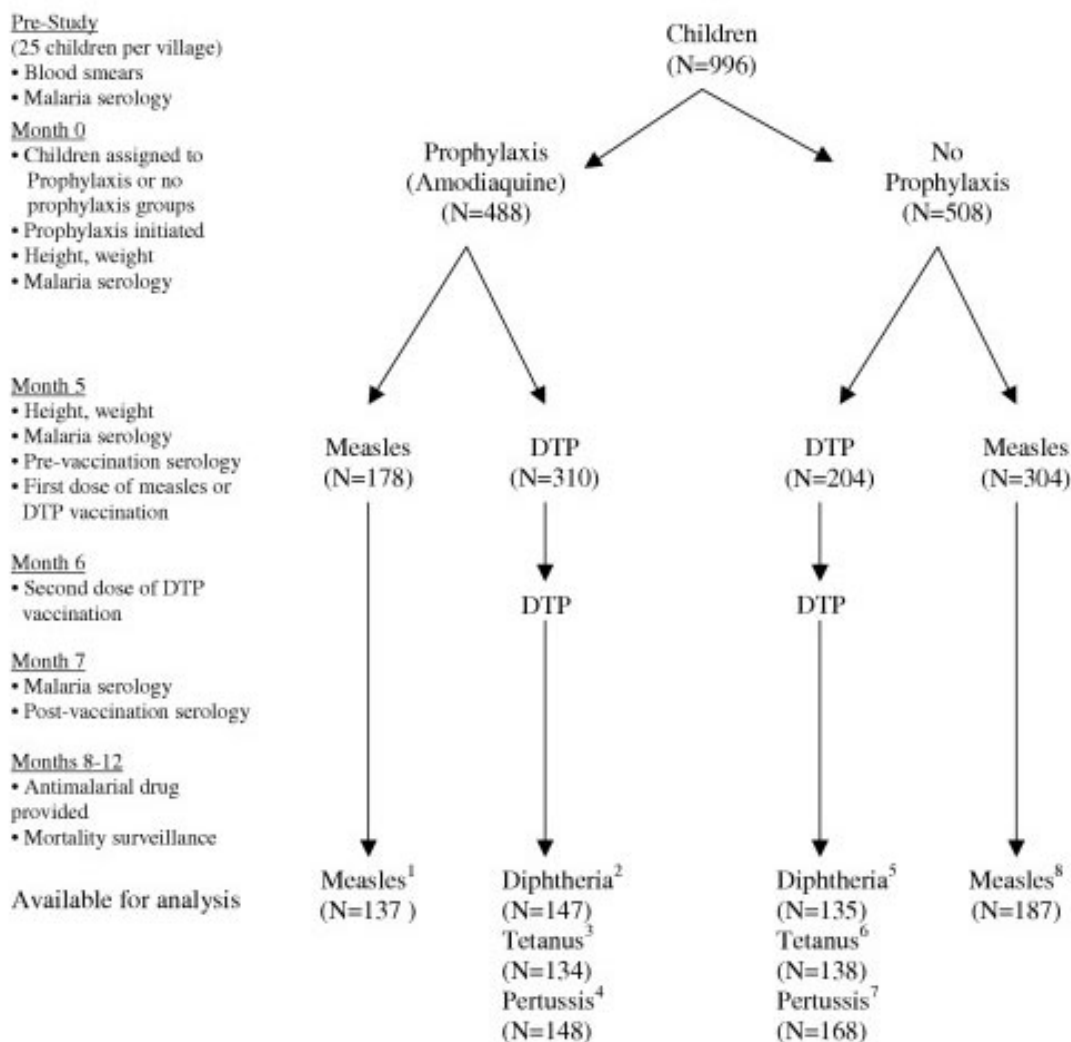 Pre-Study
(25 children per village)
• Blood smears
• Malaria serology
Month 0
• Children assigned to
Prophylaxis or no
prophylaxis groups
• Prophylaxis initiated
• Height, weight
• Malaria serology
Month 5
• Height, weight
• Malaria serology
• Pre-vaccination serology
• First dose of measles or
DTP vaccination
Month 6
• Second dose of DTP
vaccination
Month 7
• Malaria serology
• Post-vaccination serology
Months 8-12
• Antimalarial drug
provided
• Mortality surveillance
Available for analysis
Children
(N=996)
Prophylaxis
(Amodiaquine)
(N=488)
No
Prophylaxis
(N=508)
Measles
(N=178)
DTP
(N=310)
DTP
(N=204)
Measles
(N=304)
DTP
DTP
Measles¹
(N=137 )
Diphtheria²
(N=147)
Tetanus³
(N=134)
Pertussis⁴
(N=148)
Diphtheria⁵
(N=135)
Tetanus⁶
(N=138)
Pertussis⁷
(N=168)
Measles⁸
(N=187)